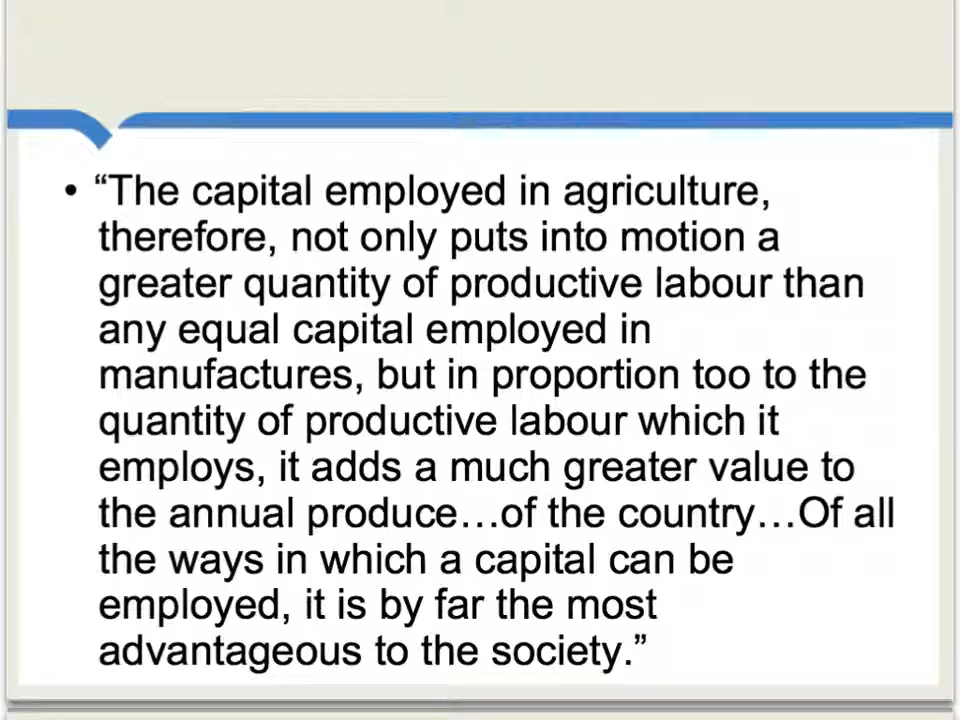 • “The capital employed in agriculture,
therefore, not only puts into motion a
greater quantity of productive labour than
any equal capital employed in
manufactures, but in proportion too to the
quantity of productive labour which it
employs, it adds a much greater value to
the annual produce…of the country…Of all
the ways in which a capital can be
employed, it is by far the most
advantageous to the society.”